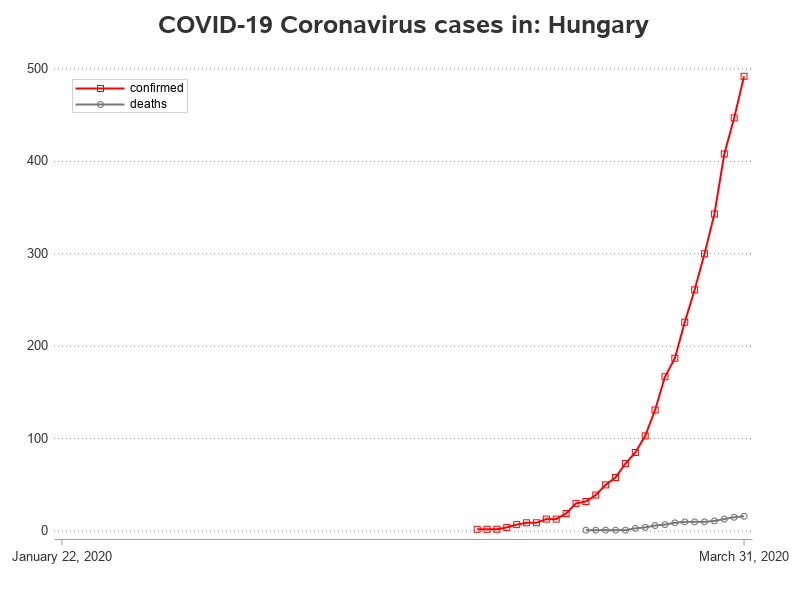 COVID-19 Coronavirus cases in: Hungary
500
confirmed
deaths
400
300
200
100
0
January 22, 2020
March 31, 2020